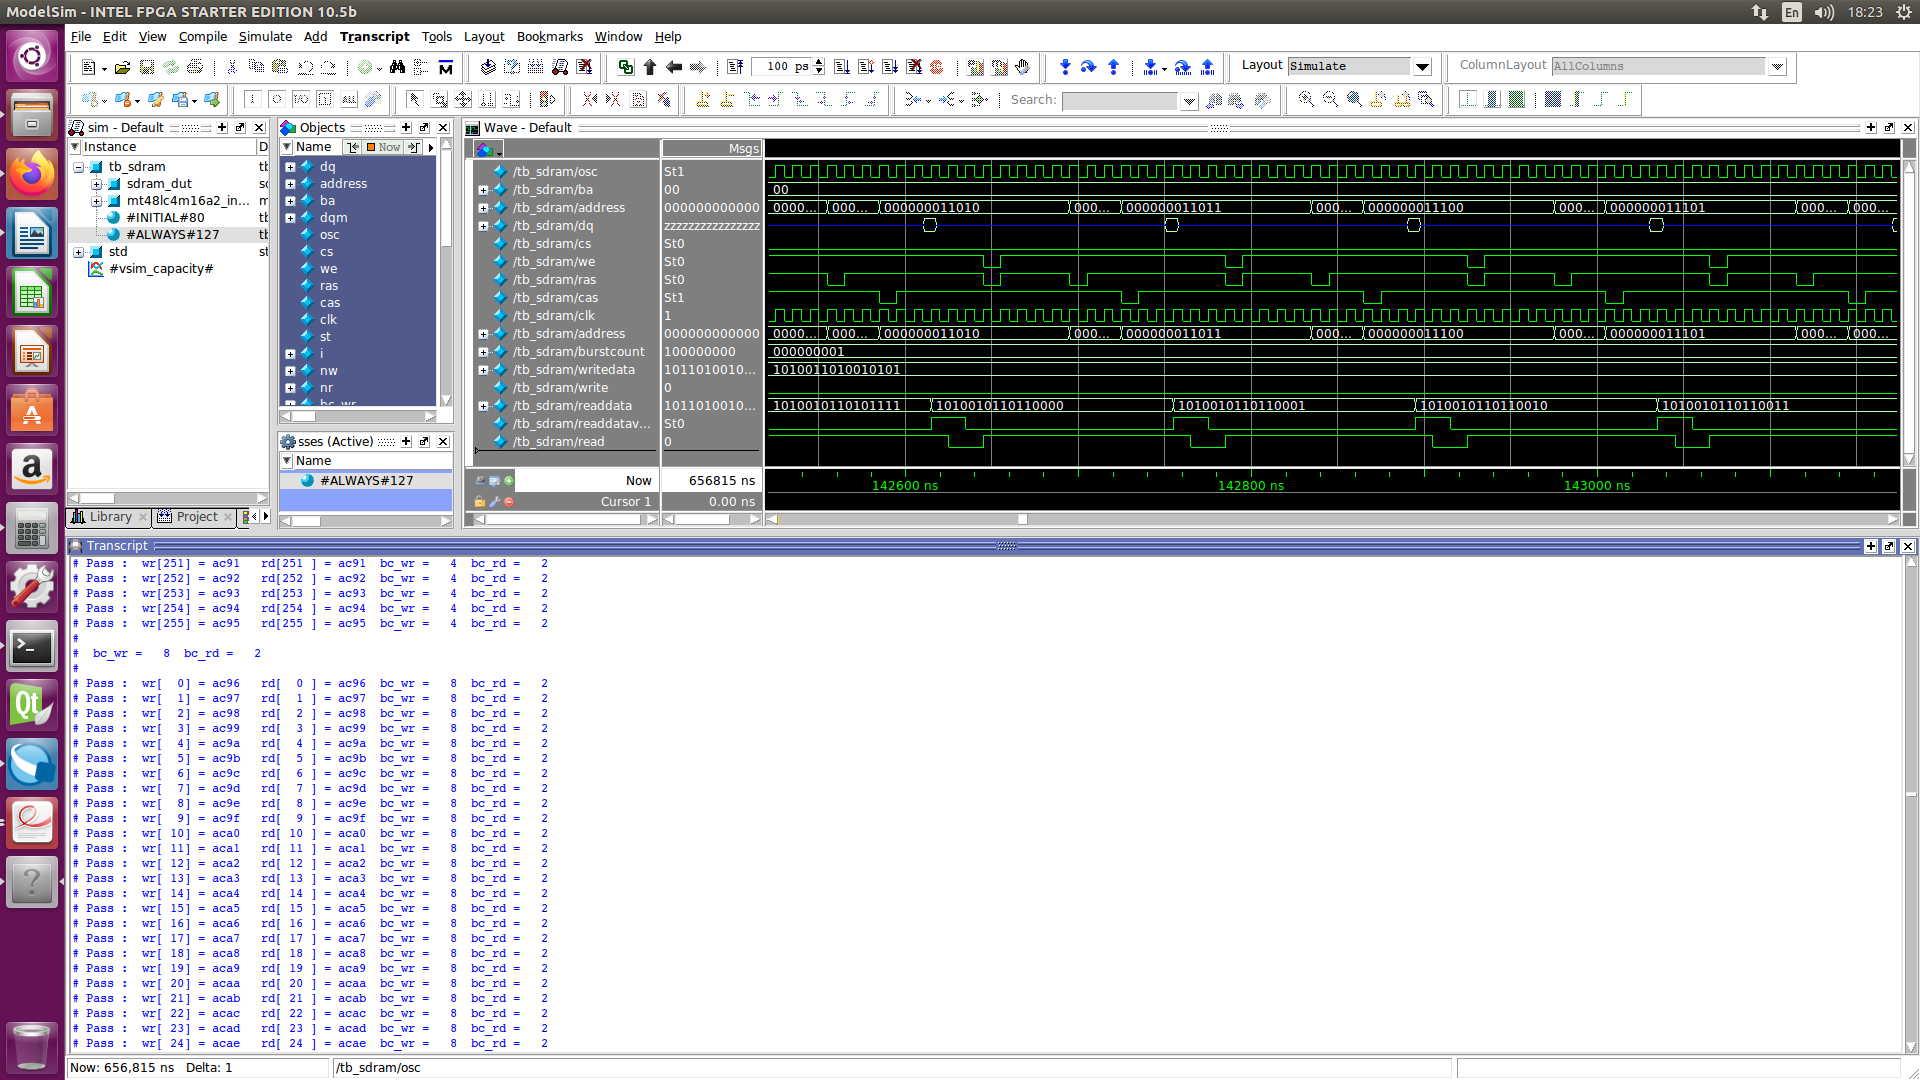 ModelSim - INTEL FPGA STARTER EDITION 10.5b
En 18:23
File Edit View Compile Simulate Add Transcript Tools Layout Bookmarks Window Help
100 ps Layout Simulate ColumnLayout AllColumns
Search:
sim - Default
Instance D
tb_sdram tb
sdram_dut sc
mt48lc4m16a2_in... m
#INITIAL#80 tb
#ALWAYS#127 tb
std st
#vsim_capacity#
Library Project
Objects
Name Now
dq
address
ba
dqm
osc
cs
we
ras
cas
clk
st
i
nw
nr
bc_wr
sses (Active)
Name
#ALWAYS#127
Wave - Default
Msgs
/tb_sdram/osc St1
/tb_sdram/ba 00 00
/tb_sdram/address 000000000000 0000... 000... 000000011010 000... 000000011011 000... 000000011100 000... 000000011101 000... 000...
/tb_sdram/dq zzzzzzzzzzzzzzzz
/tb_sdram/cs St0
/tb_sdram/we St0
/tb_sdram/ras St0
/tb_sdram/cas St1
/tb_sdram/clk 1
/tb_sdram/address 000000000000 0000... 000... 000000011010 000... 000000011011 000... 000000011100 000... 000000011101 000... 000...
/tb_sdram/burstcount 100000000 000000001
/tb_sdram/writedata 1011010010... 1010011010010101
/tb_sdram/write 0
/tb_sdram/readdata 1011010010... 1010010110101111 1010010110110000 1010010110110001 1010010110110010 1010010110110011
/tb_sdram/readdatav... St0
/tb_sdram/read 0
Now 656815 ns 142600 ns 142800 ns 143000 ns
Cursor 1 0.00 ns
Transcript
# Pass : wr[251] = ac91 rd[251 ] = ac91 bc_wr = 4 bc_rd = 2
# Pass : wr[252] = ac92 rd[252 ] = ac92 bc_wr = 4 bc_rd = 2
# Pass : wr[253] = ac93 rd[253 ] = ac93 bc_wr = 4 bc_rd = 2
# Pass : wr[254] = ac94 rd[254 ] = ac94 bc_wr = 4 bc_rd = 2
# Pass : wr[255] = ac95 rd[255 ] = ac95 bc_wr = 4 bc_rd = 2
#
# bc_wr = 8 bc_rd = 2
#
# Pass : wr[ 0] = ac96 rd[ 0 ] = ac96 bc_wr = 8 bc_rd = 2
# Pass : wr[ 1] = ac97 rd[ 1 ] = ac97 bc_wr = 8 bc_rd = 2
# Pass : wr[ 2] = ac98 rd[ 2 ] = ac98 bc_wr = 8 bc_rd = 2
# Pass : wr[ 3] = ac99 rd[ 3 ] = ac99 bc_wr = 8 bc_rd = 2
# Pass : wr[ 4] = ac9a rd[ 4 ] = ac9a bc_wr = 8 bc_rd = 2
# Pass : wr[ 5] = ac9b rd[ 5 ] = ac9b bc_wr = 8 bc_rd = 2
# Pass : wr[ 6] = ac9c rd[ 6 ] = ac9c bc_wr = 8 bc_rd = 2
# Pass : wr[ 7] = ac9d rd[ 7 ] = ac9d bc_wr = 8 bc_rd = 2
# Pass : wr[ 8] = ac9e rd[ 8 ] = ac9e bc_wr = 8 bc_rd = 2
# Pass : wr[ 9] = ac9f rd[ 9 ] = ac9f bc_wr = 8 bc_rd = 2
# Pass : wr[ 10] = aca0 rd[ 10 ] = aca0 bc_wr = 8 bc_rd = 2
# Pass : wr[ 11] = aca1 rd[ 11 ] = aca1 bc_wr = 8 bc_rd = 2
# Pass : wr[ 12] = aca2 rd[ 12 ] = aca2 bc_wr = 8 bc_rd = 2
# Pass : wr[ 13] = aca3 rd[ 13 ] = aca3 bc_wr = 8 bc_rd = 2
# Pass : wr[ 14] = aca4 rd[ 14 ] = aca4 bc_wr = 8 bc_rd = 2
# Pass : wr[ 15] = aca5 rd[ 15 ] = aca5 bc_wr = 8 bc_rd = 2
# Pass : wr[ 16] = aca6 rd[ 16 ] = aca6 bc_wr = 8 bc_rd = 2
# Pass : wr[ 17] = aca7 rd[ 17 ] = aca7 bc_wr = 8 bc_rd = 2
# Pass : wr[ 18] = aca8 rd[ 18 ] = aca8 bc_wr = 8 bc_rd = 2
# Pass : wr[ 19] = aca9 rd[ 19 ] = aca9 bc_wr = 8 bc_rd = 2
# Pass : wr[ 20] = acaa rd[ 20 ] = acaa bc_wr = 8 bc_rd = 2
# Pass : wr[ 21] = acab rd[ 21 ] = acab bc_wr = 8 bc_rd = 2
# Pass : wr[ 22] = acac rd[ 22 ] = acac bc_wr = 8 bc_rd = 2
# Pass : wr[ 23] = acad rd[ 23 ] = acad bc_wr = 8 bc_rd = 2
# Pass : wr[ 24] = acae rd[ 24 ] = acae bc_wr = 8 bc_rd = 2
Now: 656,815 ns Delta: 1 /tb_sdram/osc